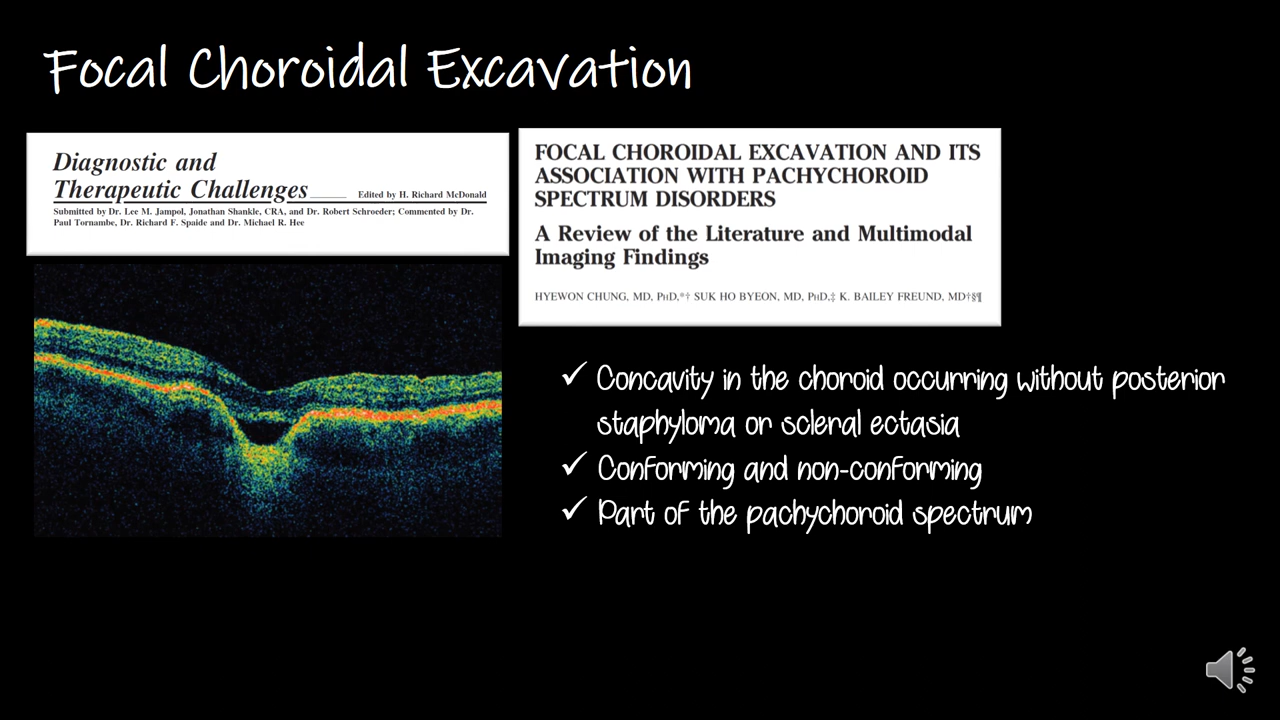 Focal Choroidal Excavation
Diagnostic and
Therapeutic Challenges
Edited by H. Richard McDonald
Submitted by Dr. Lee M. Jampol, Jonathan Shankle, CRA, and Dr. Robert Schroeder; Commented by Dr.
Paul Tornambe, Dr. Richard F. Spaide and Dr. Michael R. Hee
FOCAL CHOROIDAL EXCAVATION AND ITS
ASSOCIATION WITH PACHYCHOROID
SPECTRUM DISORDERS
A Review of the Literature and Multimodal
Imaging Findings
HYEWON CHUNG, MD, PHD,*† SUK HO BYEON, MD, PHD,‡ K. BAILEY FREUND, MD†§¶
✓ Concavity in the choroid occurring without posterior
staphyloma or scleral ectasia
✓ Conforming and non-conforming
✓ Part of the pachychoroid spectrum